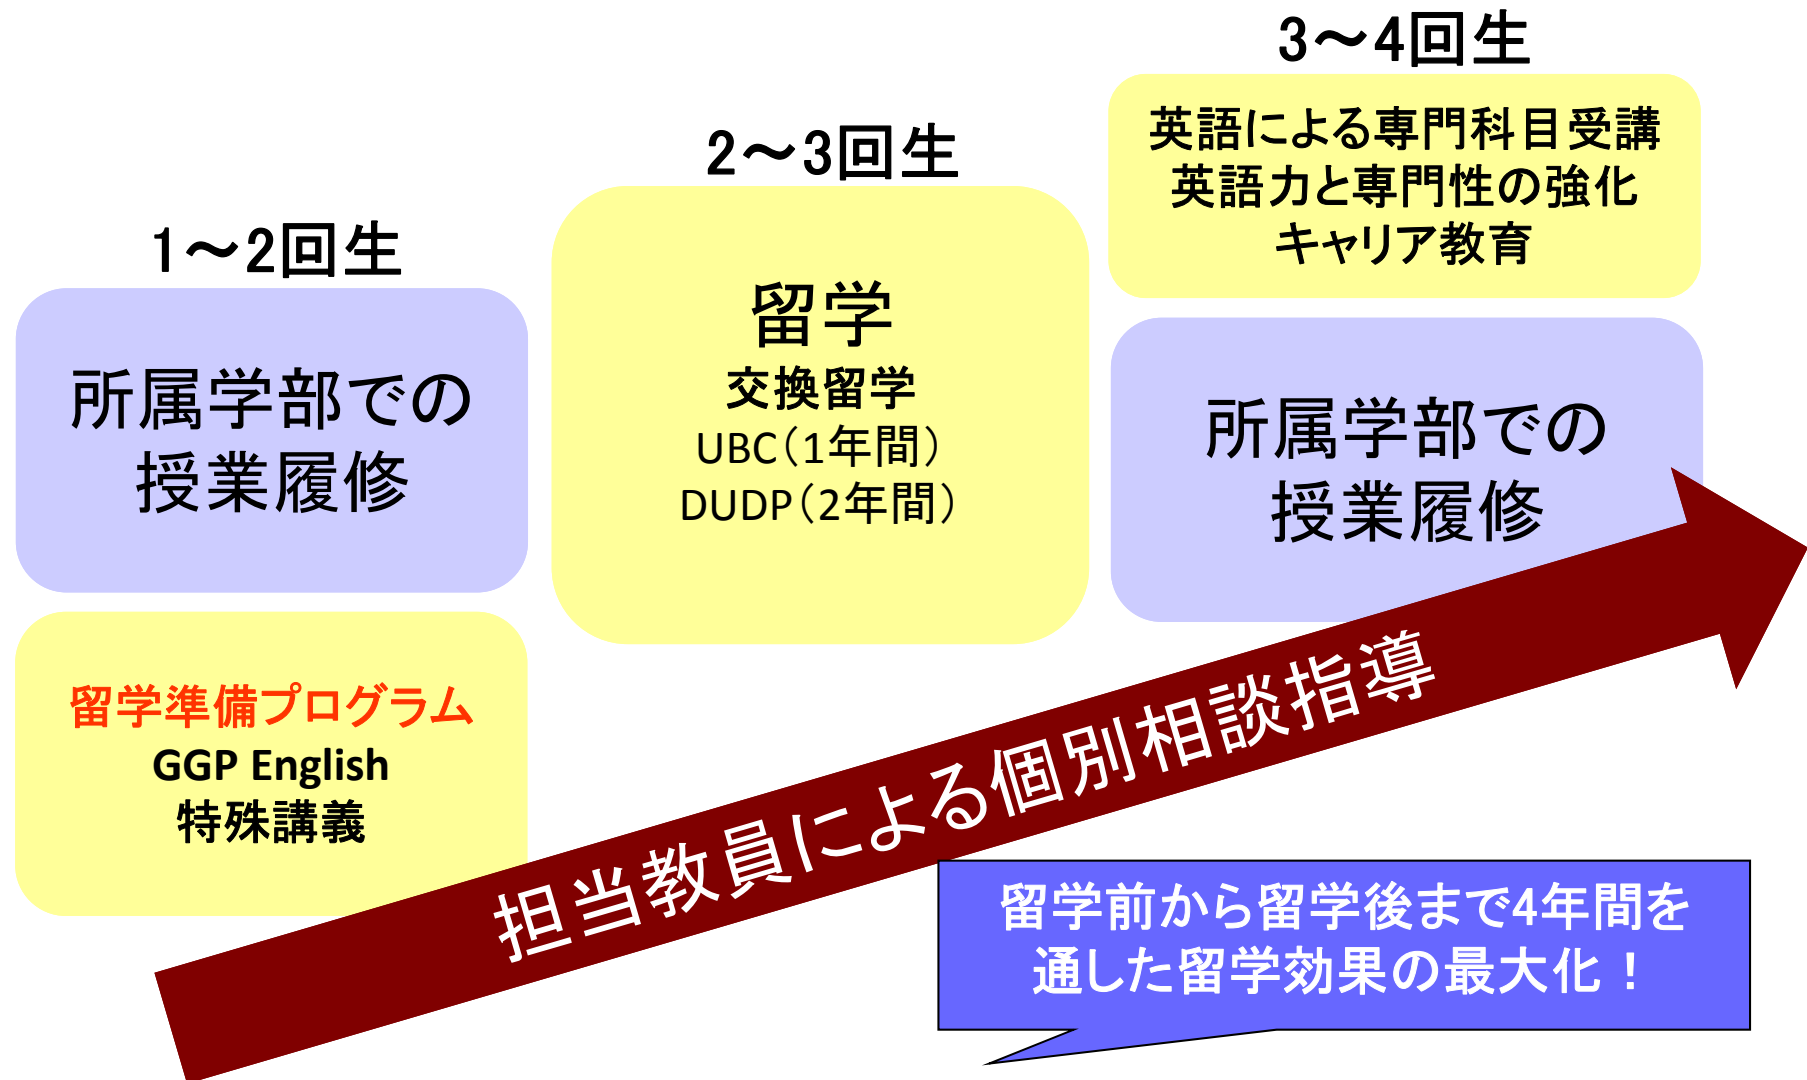 1～2回生
所属学部での
授業履修
留学準備プログラム
GGP English
特殊講義
2～3回生
留学
交換留学
UBC（1年間）
DUDP（2年間）
3～4回生
英語による専門科目受講
英語力と専門性の強化
キャリア教育
所属学部での
授業履修
担当教員による個別相談指導
留学前から留学後まで4年間を
通した留学効果の最大化！